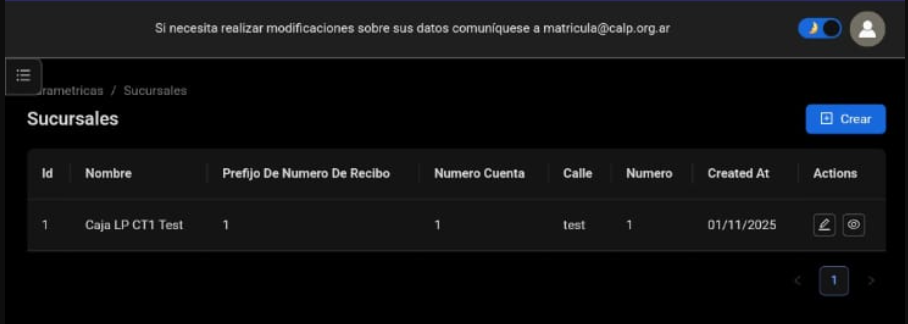 Si necesita realizar modificaciones sobre sus datos comuníquese a matricula@calp.org.ar
/ Sucursales
Sucursales
Crear
Id Nombre Prefijo De Numero De Recibo Numero Cuenta Calle Numero Created At Actions
1 Caja LP CT1 Test 1 1 test 1 01/11/2025
1